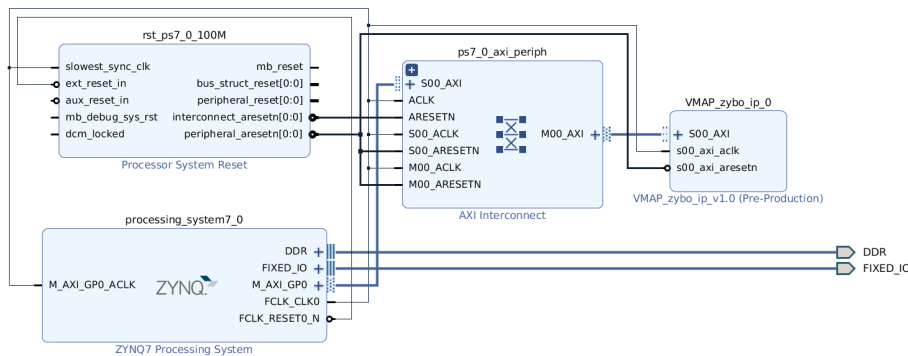 rst_ps7_0_100M
slowest_sync_clk
ext_reset_in
aux_reset_in
mb_debug_sys_rst
dcm_locked
mb_reset
bus_struct_reset[0:0]
peripheral_reset[0:0]
interconnect_aresetn[0:0]
peripheral_aresetn[0:0]
Processor System Reset
ps7_0_axi_periph
S00_AXI
ACLK
ARESETN
S00_ACLK
S00_ARESETN
M00_ACLK
M00_ARESETN
M00_AXI
AXI Interconnect
VMAP_zybo_ip_0
S00_AXI
s00_axi_aclk
s00_axi_aresetn
VMAP_zybo_ip_v1.0 (Pre-Production)
processing_system7_0
M_AXI_GP0_ACLK
ZYNQ
DDR
FIXED_IO
M_AXI_GP0
FCLK_CLK0
FCLK_RESET0_N
ZYNQ7 Processing System
DDR
FIXED_IO